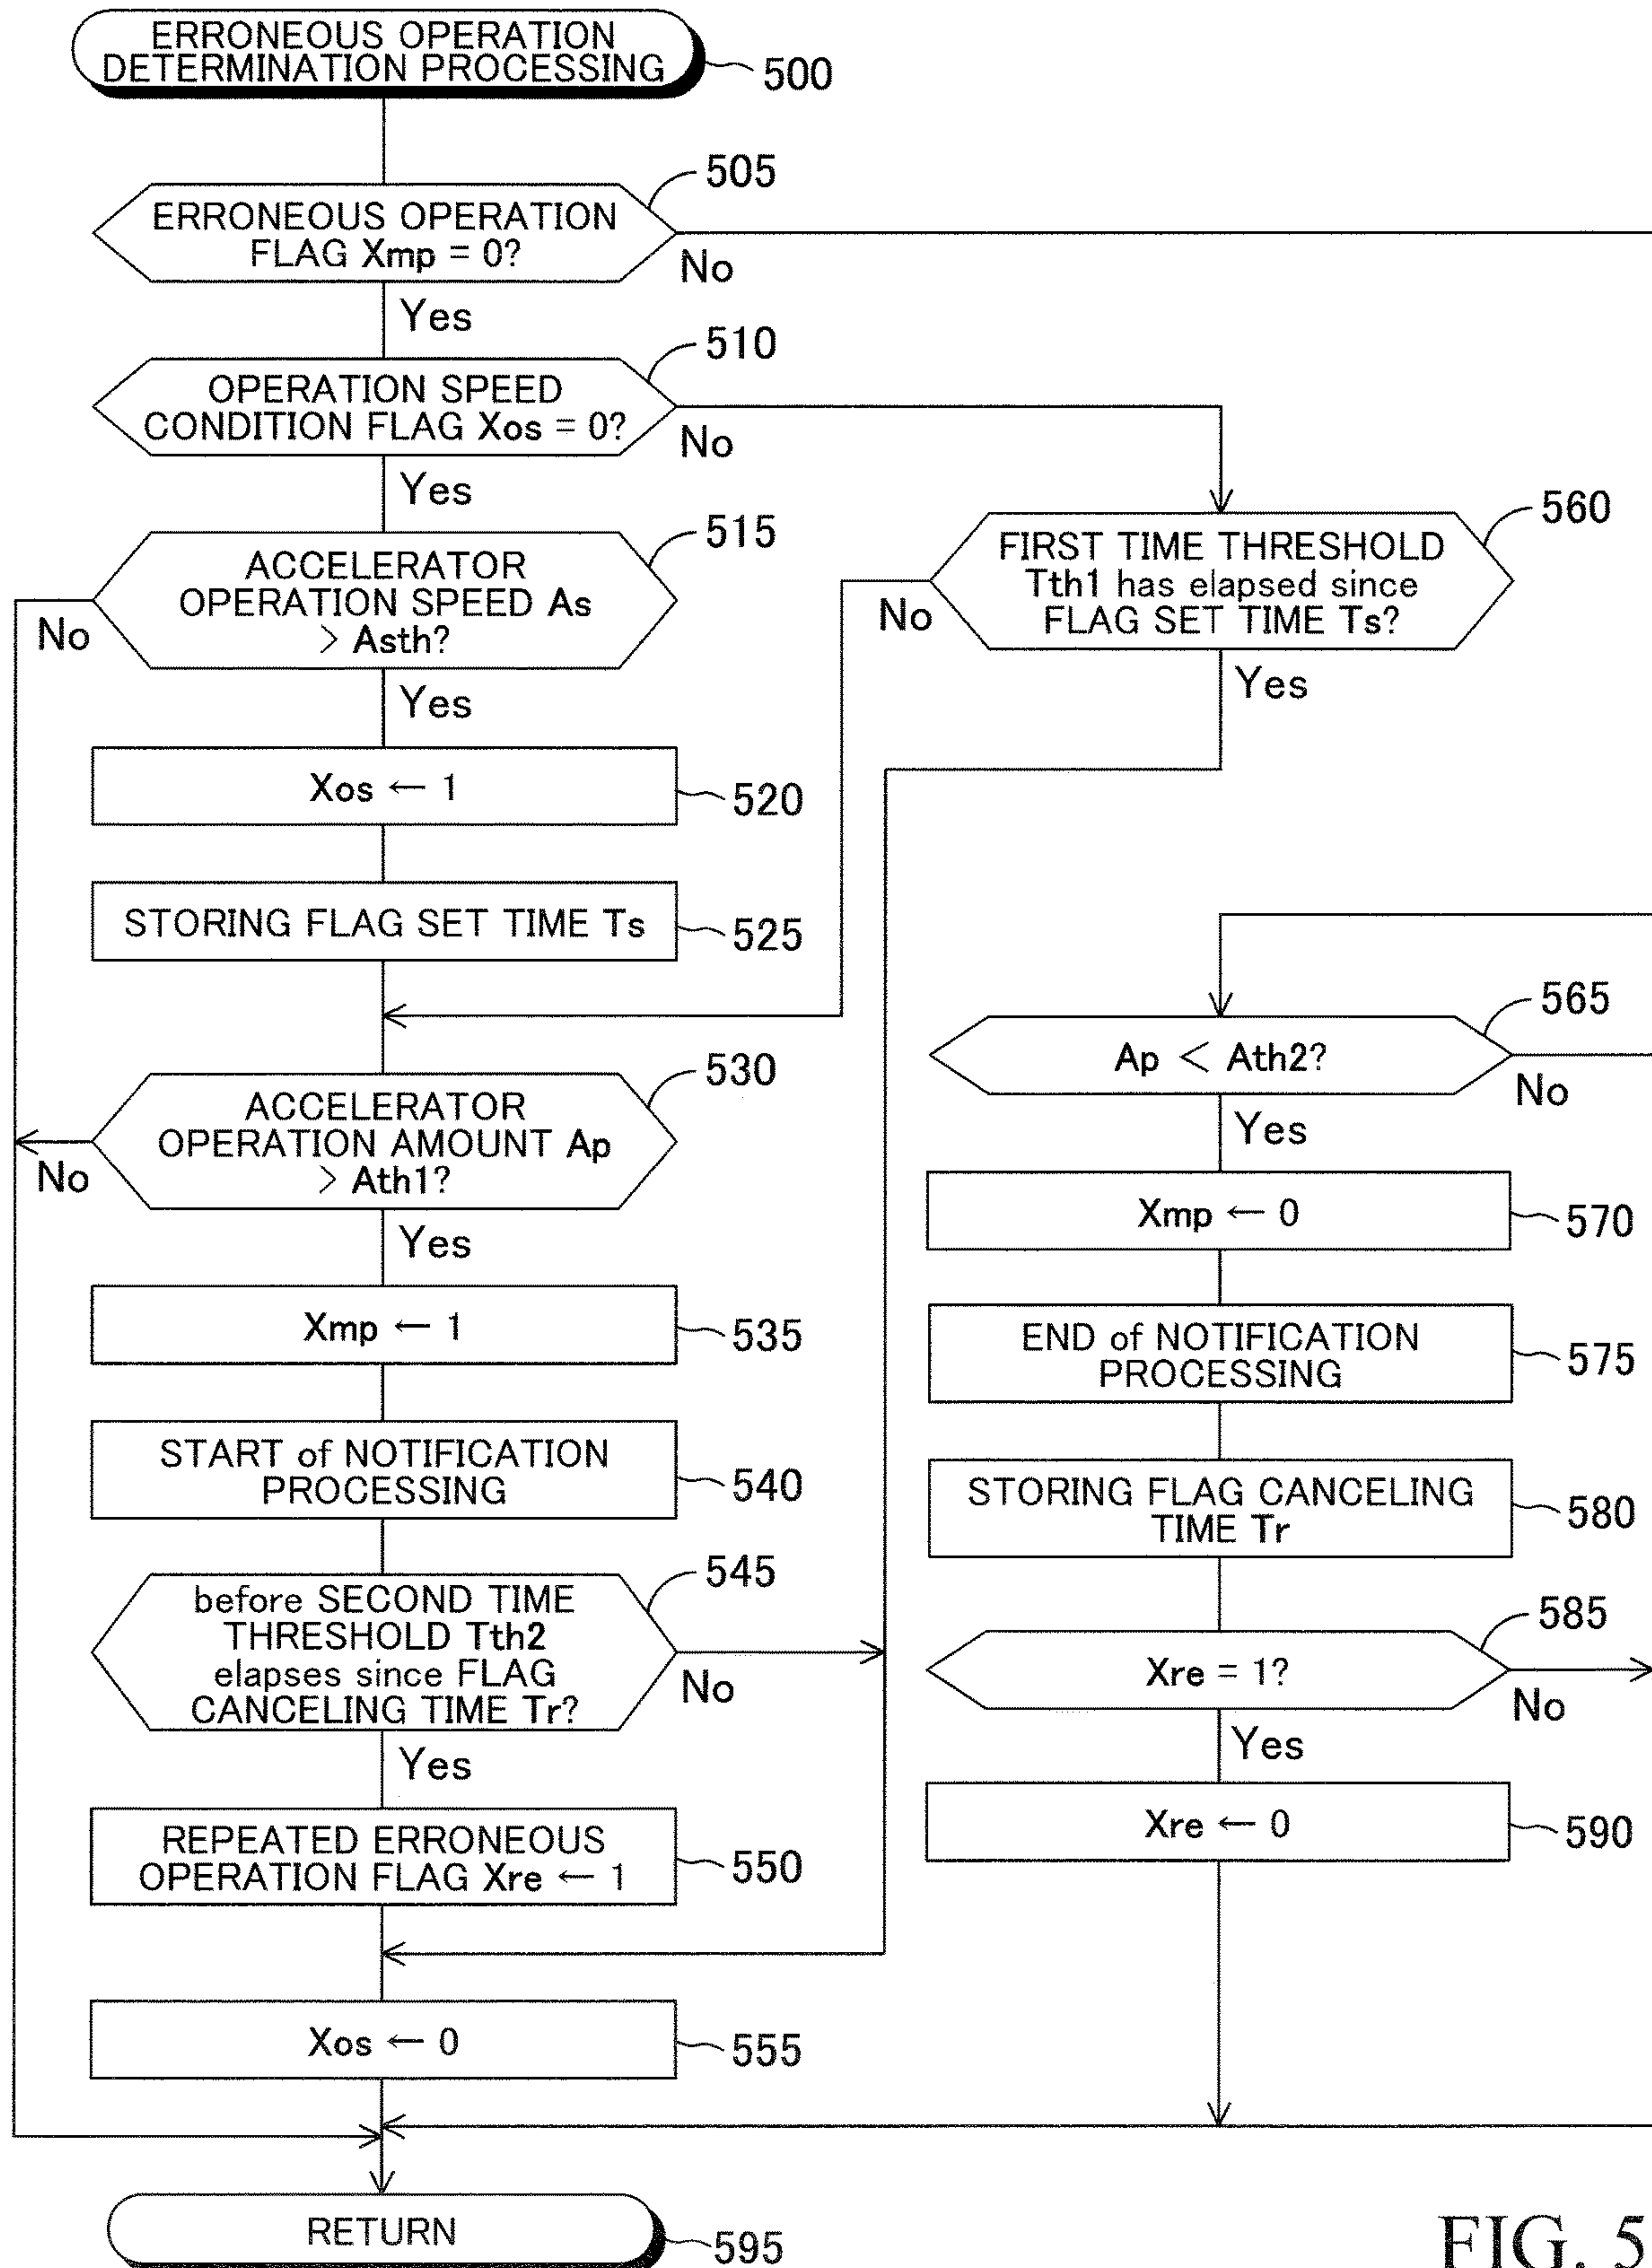 ERRONEOUS OPERATION
DETERMINATION PROCESSING
500
ERRONEOUS OPERATION
FLAG Xmp = 0?
505
No
Yes
OPERATION SPEED
CONDITION FLAG Xos = 0?
510
No
Yes
ACCELERATOR
OPERATION SPEED As
> Asth?
515
No
Yes
Xos ← 1
520
STORING FLAG SET TIME Ts
525
ACCELERATOR
OPERATION AMOUNT Ap
> Ath1?
530
No
Yes
Xmp ← 1
535
START of NOTIFICATION
PROCESSING
540
before SECOND TIME
THRESHOLD Tth2
elapses since FLAG
CANCELING TIME Tr?
545
No
Yes
REPEATED ERRONEOUS
OPERATION FLAG Xre ← 1
550
Xos ← 0
555
FIRST TIME THRESHOLD
Tth1 has elapsed since
FLAG SET TIME Ts?
560
No
Yes
Ap < Ath2?
565
No
Yes
Xmp ← 0
570
END of NOTIFICATION
PROCESSING
575
STORING FLAG CANCELING
TIME Tr
580
Xre = 1?
585
No
Yes
Xre ← 0
590
RETURN
595
FIG. 5